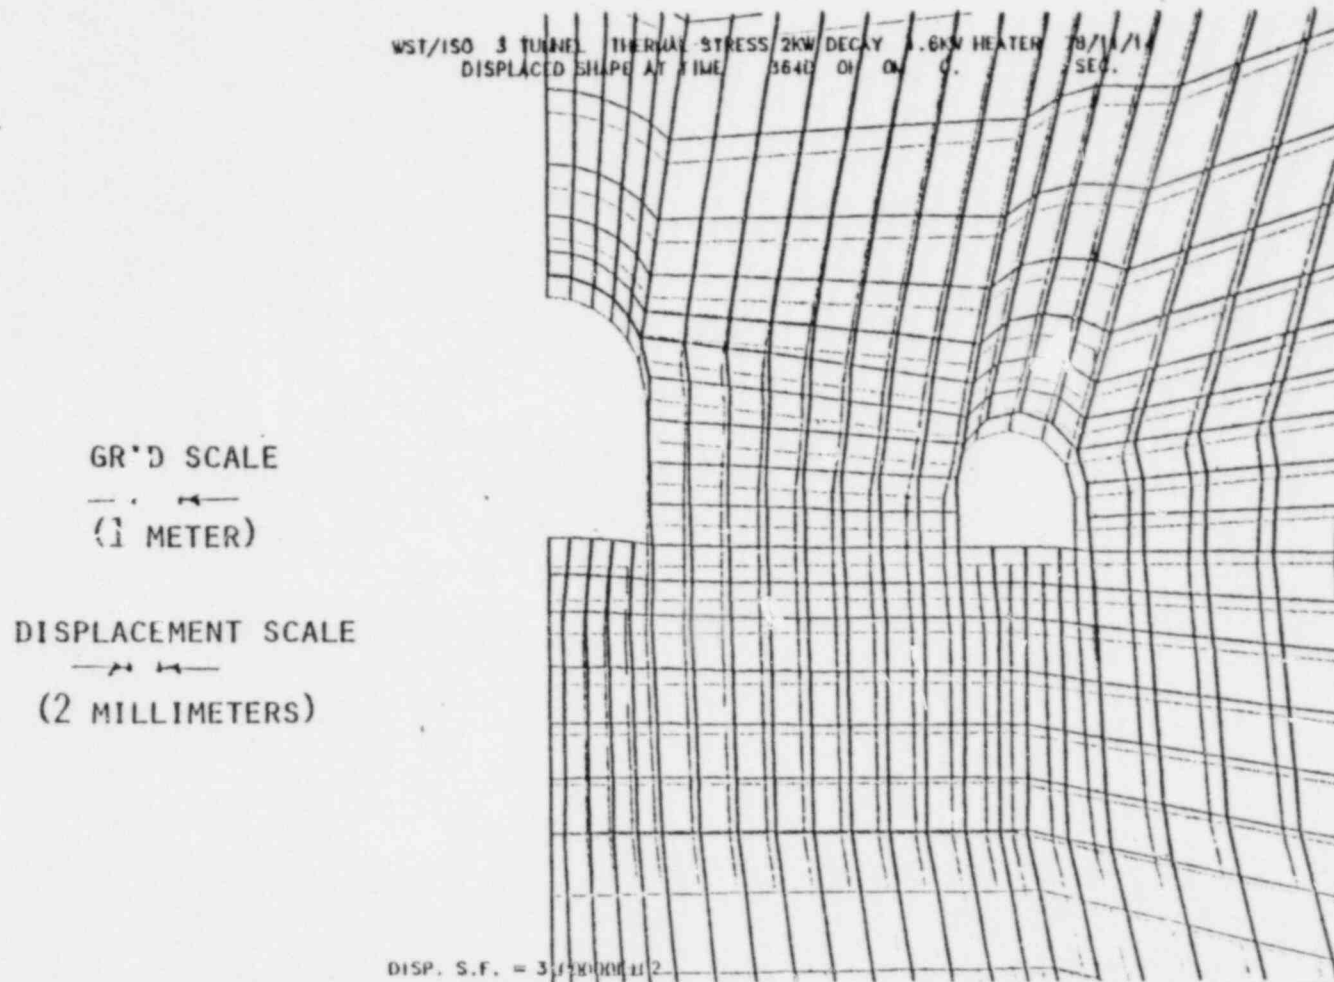 WST/ISO 3 TUNNEL THERMAL STRESS 2KW DECAY 1.6KW HEATER
DISPLACED SHAPE AT TIME SEC.
GR'D SCALE
(1 METER)
DISPLACEMENT SCALE
(2 MILLIMETERS)
DISP. S.F. =